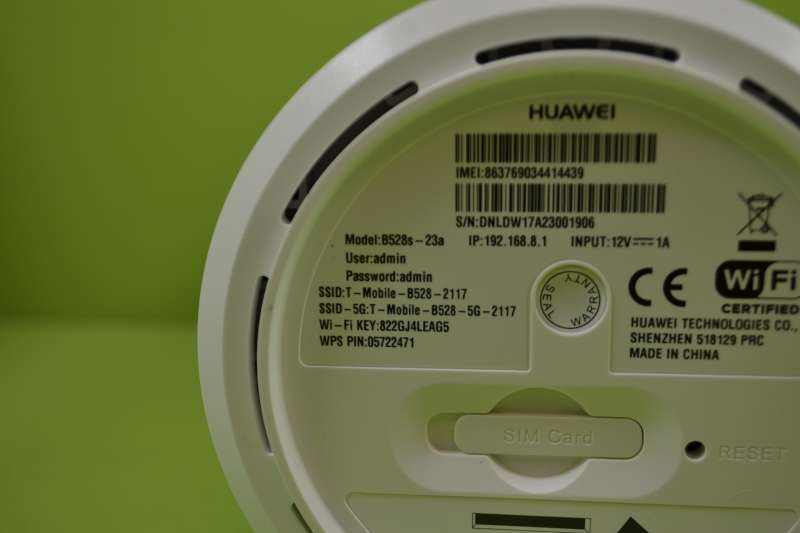 HUAWEI
IMEI:863769034414439
S/N:DNLDW17A23001906
Model:B528s-23a IP:192.168.8.1 INPUT:12V⎓1A
User:admin
Password:admin
SSID:T-Mobile-B528-2117
SSID-5G:T-Mobile-B528-5G-2117
Wi-Fi KEY:822GJ4LEAG5
WPS PIN:05722471
WARRANTY SEAL
CE
Wi Fi
CERTIFIED
HUAWEI TECHNOLOGIES CO.,
SHENZHEN 518129 PRC
MADE IN CHINA
SIM Card
RESET